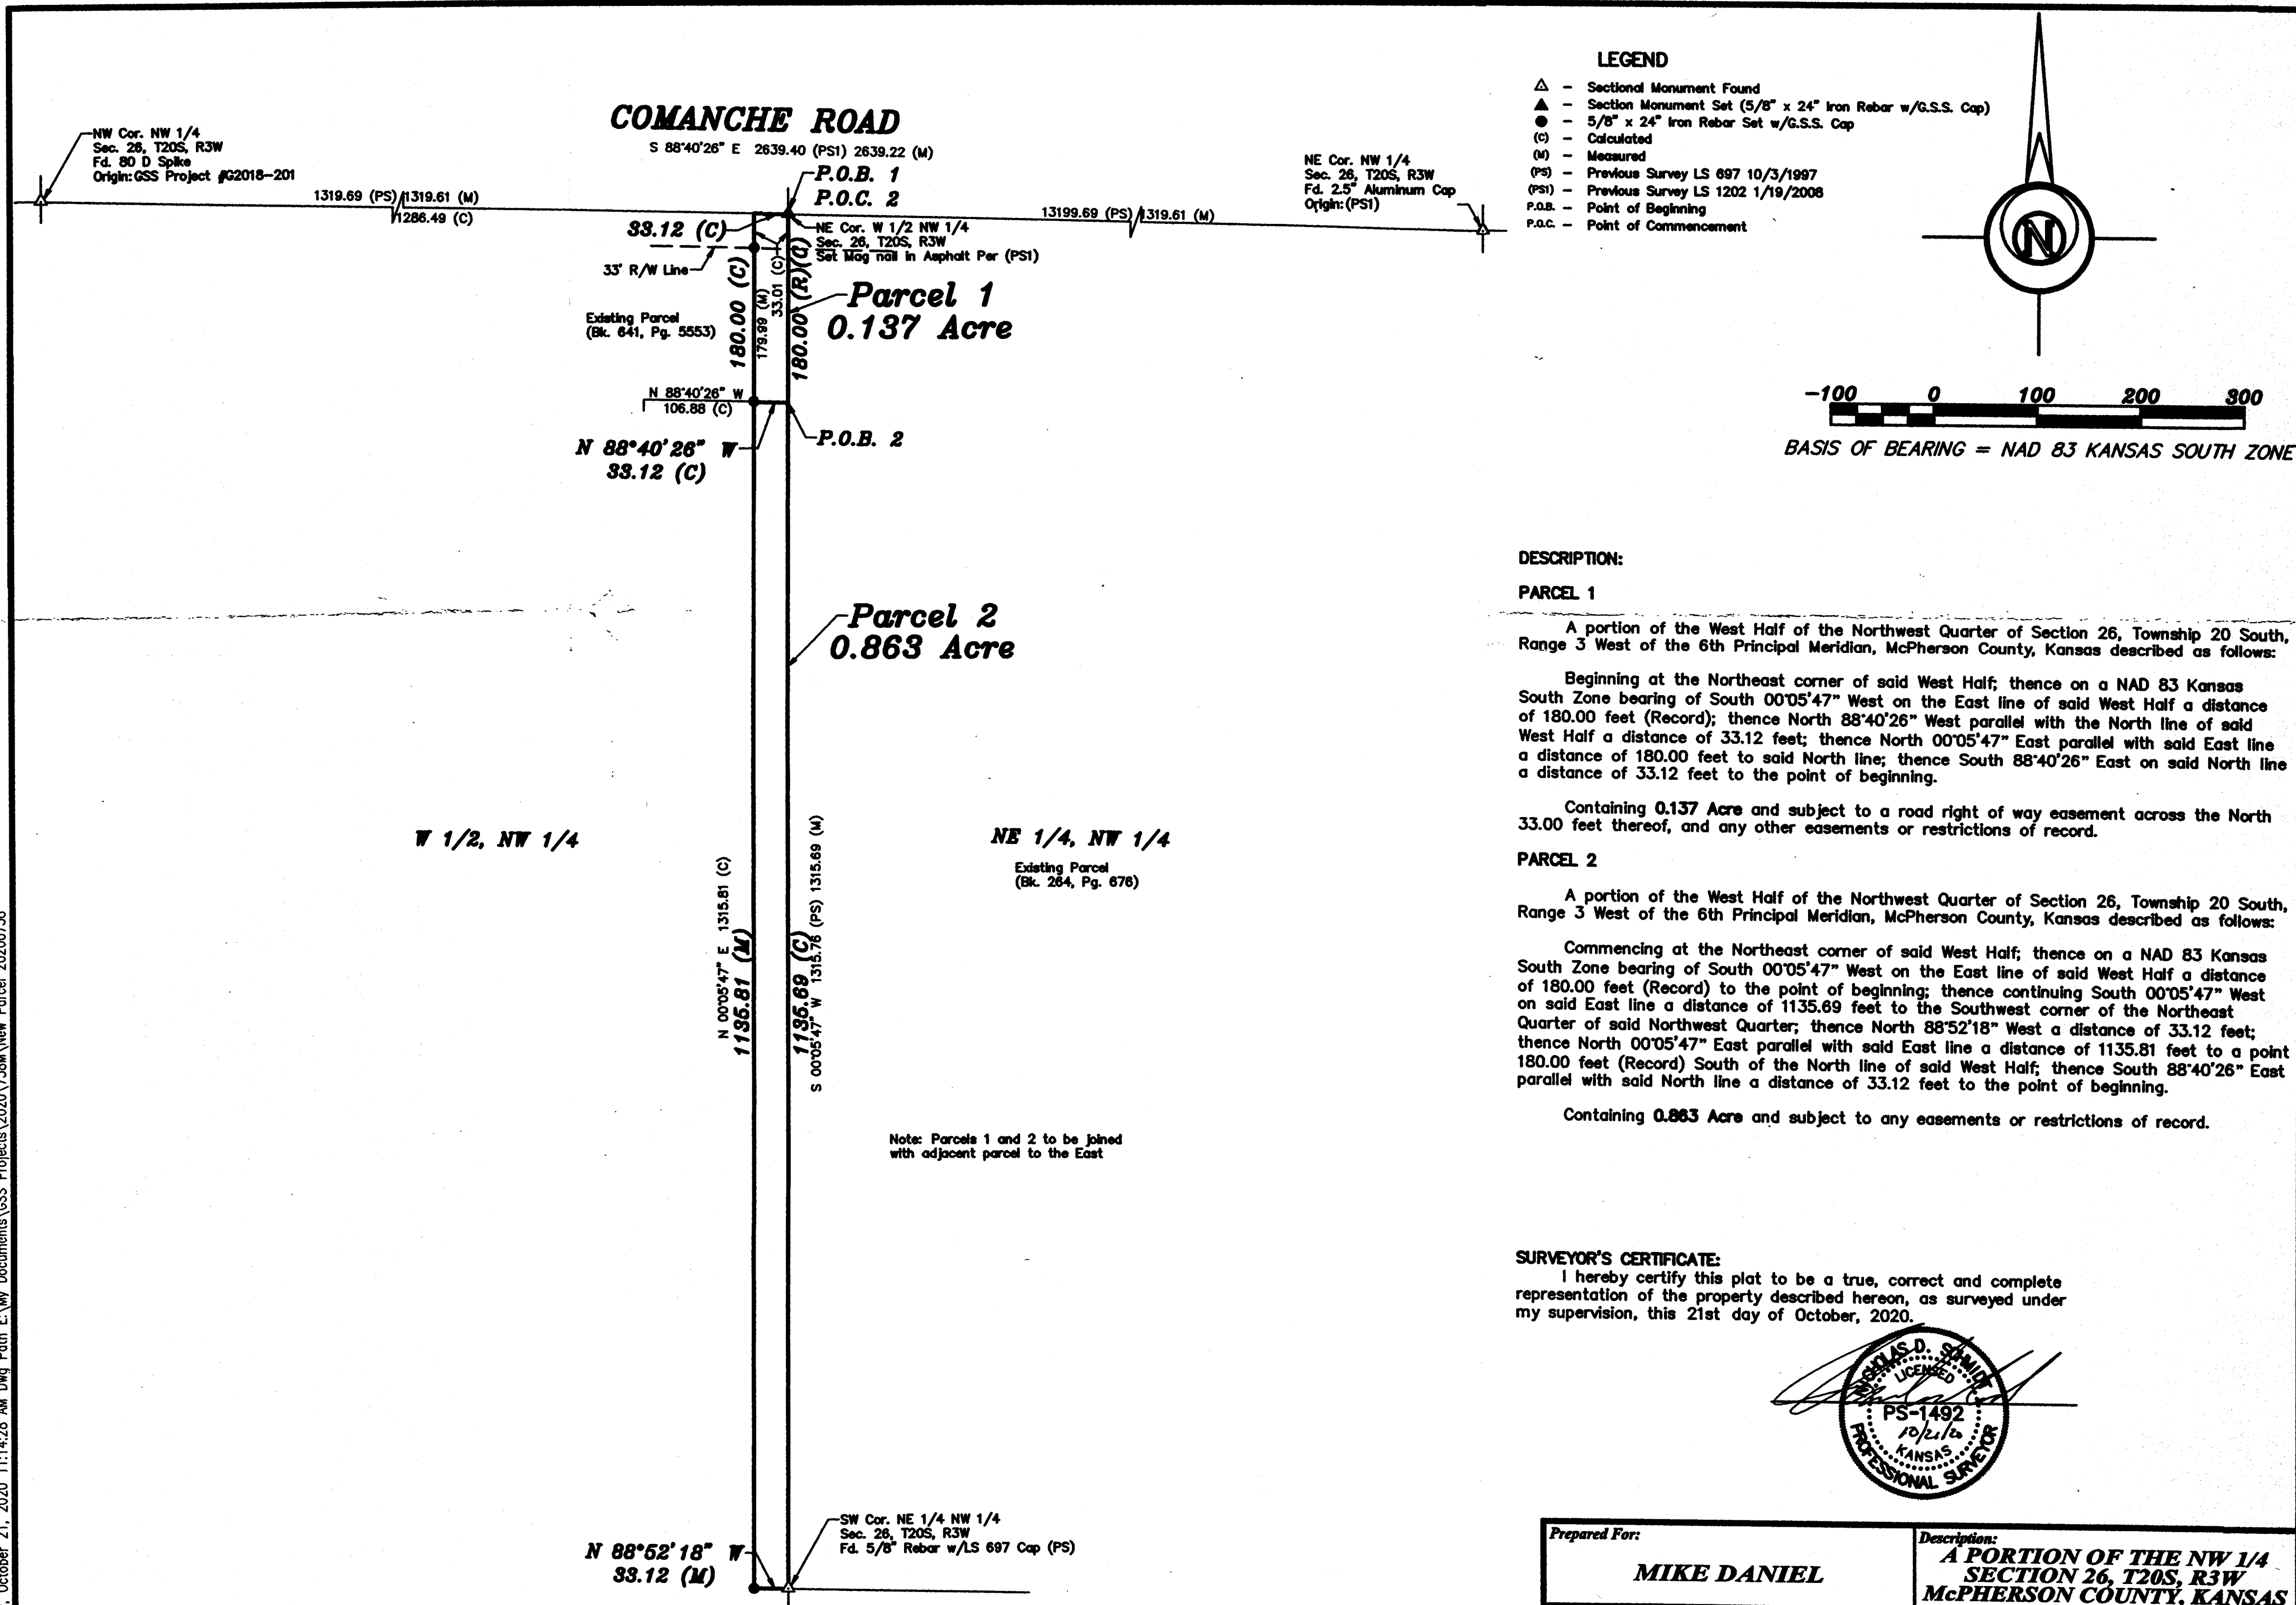 COMANCHE ROAD
S 88°40'26" E 2639.40 (PS1) 2639.22 (M)
NW Cor. NW 1/4
Sec. 26, T20S, R3W
Fd. 80 D Spike
Origin: GSS Project #G2018-201
1319.69 (PS) 1319.61 (M)
1286.49 (C)
P.O.B. 1
P.O.C. 2
13199.69 (PS) 1319.61 (M)
NE Cor. NW 1/4
Sec. 26, T20S, R3W
Fd. 2.5" Aluminum Cap
Origin: (PS1)
33.12 (C)
NE Cor. W 1/2 NW 1/4
Sec. 26, T20S, R3W
Set Mag nail in Asphalt Per (PS1)
33' R/W Line
180.00 (C)
179.99 (M)
33.01 (C)
180.00 (R)(C)
Parcel 1
0.137 Acre
Existing Parcel
(Bk. 641, Pg. 5553)
N 88°40'26" W
106.88 (C)
N 88°40'26" W
33.12 (C)
P.O.B. 2
Parcel 2
0.863 Acre
W 1/2, NW 1/4
NE 1/4, NW 1/4
Existing Parcel
(Bk. 264, Pg. 676)
N 00°05'47" E 1315.81 (C)
1135.81 (M)
1135.69 (C)
S 00°05'47" W 1315.76 (PS) 1315.69 (M)
Note: Parcels 1 and 2 to be joined
with adjacent parcel to the East
SW Cor. NE 1/4 NW 1/4
Sec. 26, T20S, R3W
Fd. 5/8" Rebar w/LS 697 Cap (PS)
N 88°52'18" W
33.12 (M)
October 21, 2020 11:14:28 AM Dwg Path E:\My Documents\GSS Projects\2020\738M\New Parcel 20200738
LEGEND
△ – Sectional Monument Found
▲ – Section Monument Set (5/8" x 24" Iron Rebar w/G.S.S. Cap)
● – 5/8" x 24" Iron Rebar Set w/G.S.S. Cap
(C) – Calculated
(M) – Measured
(PS) – Previous Survey LS 697 10/3/1997
(PS1) – Previous Survey LS 1202 1/19/2006
P.O.B. – Point of Beginning
P.O.C. – Point of Commencement
N
-100 0 100 200 300
BASIS OF BEARING = NAD 83 KANSAS SOUTH ZONE
DESCRIPTION:
PARCEL 1
A portion of the West Half of the Northwest Quarter of Section 26, Township 20 South,
Range 3 West of the 6th Principal Meridian, McPherson County, Kansas described as follows:
Beginning at the Northeast corner of said West Half; thence on a NAD 83 Kansas
South Zone bearing of South 00°05'47" West on the East line of said West Half a distance
of 180.00 feet (Record); thence North 88°40'26" West parallel with the North line of said
West Half a distance of 33.12 feet; thence North 00°05'47" East parallel with said East line
a distance of 180.00 feet to said North line; thence South 88°40'26" East on said North line
a distance of 33.12 feet to the point of beginning.
Containing 0.137 Acre and subject to a road right of way easement across the North
33.00 feet thereof, and any other easements or restrictions of record.
PARCEL 2
A portion of the West Half of the Northwest Quarter of Section 26, Township 20 South,
Range 3 West of the 6th Principal Meridian, McPherson County, Kansas described as follows:
Commencing at the Northeast corner of said West Half; thence on a NAD 83 Kansas
South Zone bearing of South 00°05'47" West on the East line of said West Half a distance
of 180.00 feet (Record) to the point of beginning; thence continuing South 00°05'47" West
on said East line a distance of 1135.69 feet to the Southwest corner of the Northeast
Quarter of said Northwest Quarter; thence North 88°52'18" West a distance of 33.12 feet;
thence North 00°05'47" East parallel with said East line a distance of 1135.81 feet to a point
180.00 feet (Record) South of the North line of said West Half; thence South 88°40'26" East
parallel with said North line a distance of 33.12 feet to the point of beginning.
Containing 0.863 Acre and subject to any easements or restrictions of record.
SURVEYOR'S CERTIFICATE:
I hereby certify this plat to be a true, correct and complete
representation of the property described hereon, as surveyed under
my supervision, this 21st day of October, 2020.
NICHOLAS D. SCHMIDT
LICENSED
PS-1492
10/21/20
KANSAS
PROFESSIONAL SURVEYOR
Prepared For:
MIKE DANIEL
Description:
A PORTION OF THE NW 1/4
SECTION 26, T20S, R3W
McPHERSON COUNTY, KANSAS